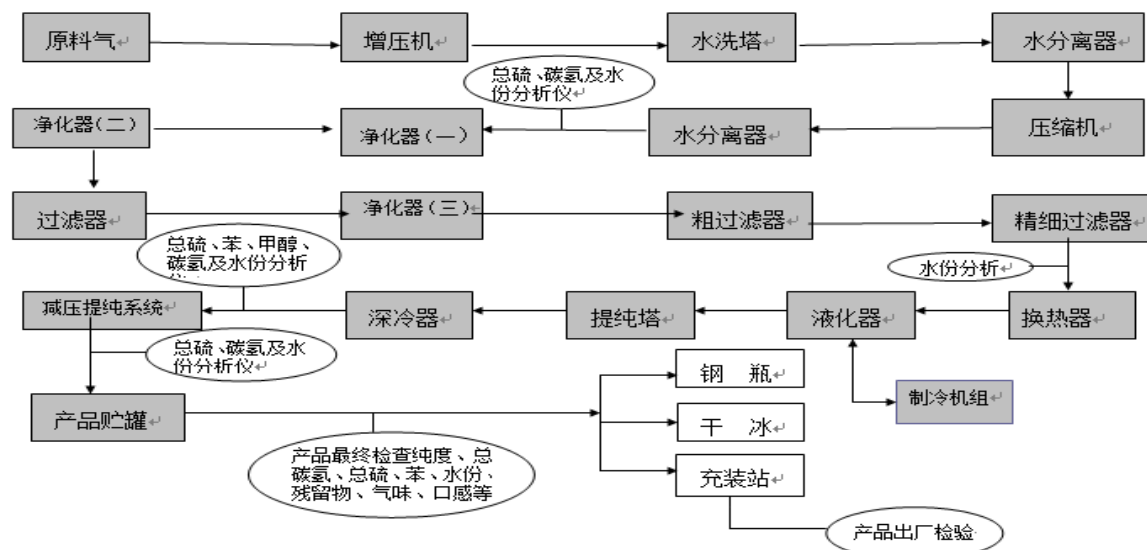 原料气
增压机
水洗塔
水分离器
总硫、碳氢及水
份分析仪
净化器(二)
净化器(一)
水分离器
压缩机
过滤器
净化器(三)
粗过滤器
精细过滤器
总硫、苯、甲醇、
碳氢及水份分析
水份分析
减压提纯系统
深冷器
提纯塔
液化器
换热器
总硫、碳氢及水
份分析仪
钢 瓶
制冷机组
产品贮罐
干 冰
产品最终检查纯度、总
碳氢、总硫、苯、水份、
残留物、气味、口感等
充装站
产品出厂检验